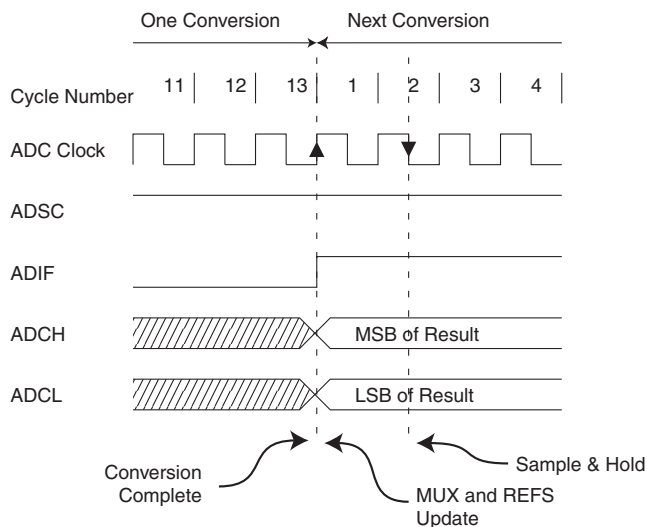 One Conversion Next Conversion
Cycle Number 11 12 13 1 2 3 4
ADC Clock
ADSC
ADIF
ADCH MSB of Result
ADCL LSB of Result
Conversion
Complete
MUX and REFS
Update
Sample & Hold